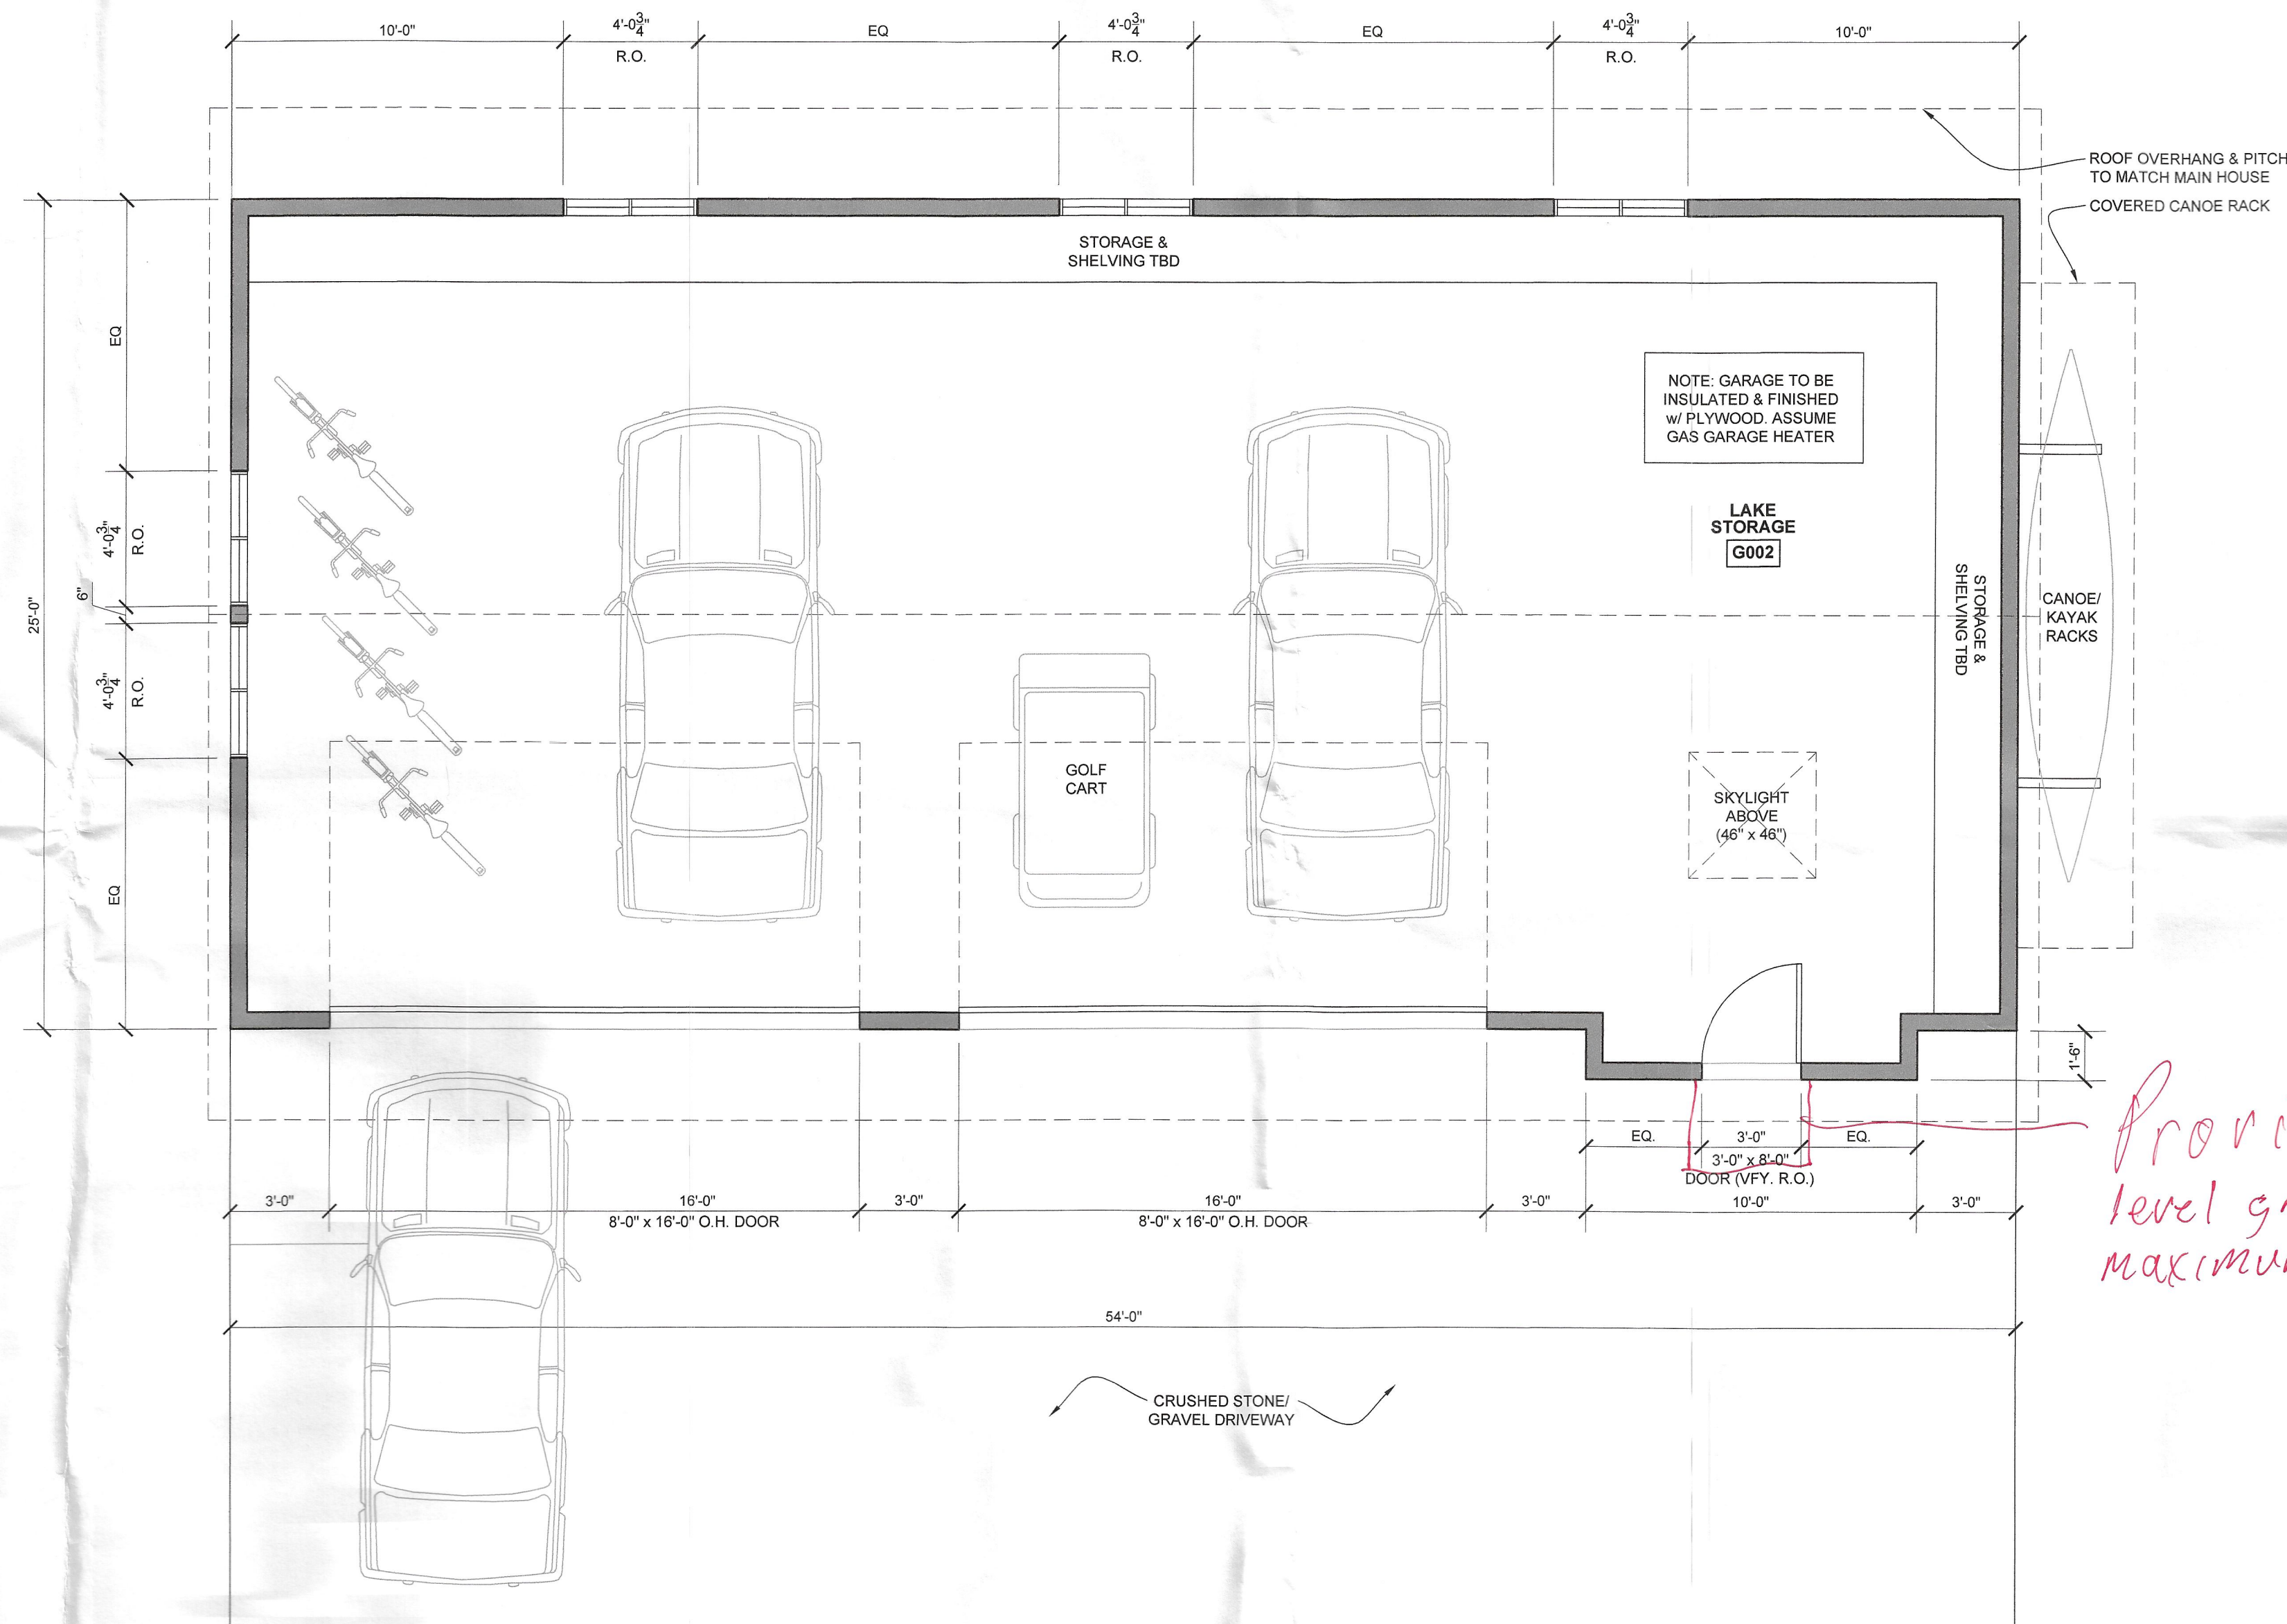 10'-0"
4'-0 3/4"
R.O.
EQ
4'-0 3/4"
R.O.
EQ
4'-0 3/4"
R.O.
10'-0"
ROOF OVERHANG & PITCH
TO MATCH MAIN HOUSE
COVERED CANOE RACK
STORAGE &
SHELVING TBD
25'-0"
EQ
4'-0 3/4"
R.O.
6"
4'-0 3/4"
R.O.
EQ
NOTE: GARAGE TO BE
INSULATED & FINISHED
w/ PLYWOOD. ASSUME
GAS GARAGE HEATER
LAKE
STORAGE
G002
STORAGE &
SHELVING TBD
CANOE/
KAYAK
RACKS
GOLF
CART
SKYLIGHT
ABOVE
(46" x 46")
1'-6"
EQ.
3'-0"
EQ.
3'-0" x 8'-0"
DOOR (VFY. R.O.)
3'-0"
16'-0"
8'-0" x 16'-0" O.H. DOOR
3'-0"
16'-0"
8'-0" x 16'-0" O.H. DOOR
3'-0"
10'-0"
3'-0"
level
54'-0"
CRUSHED STONE/
GRAVEL DRIVEWAY